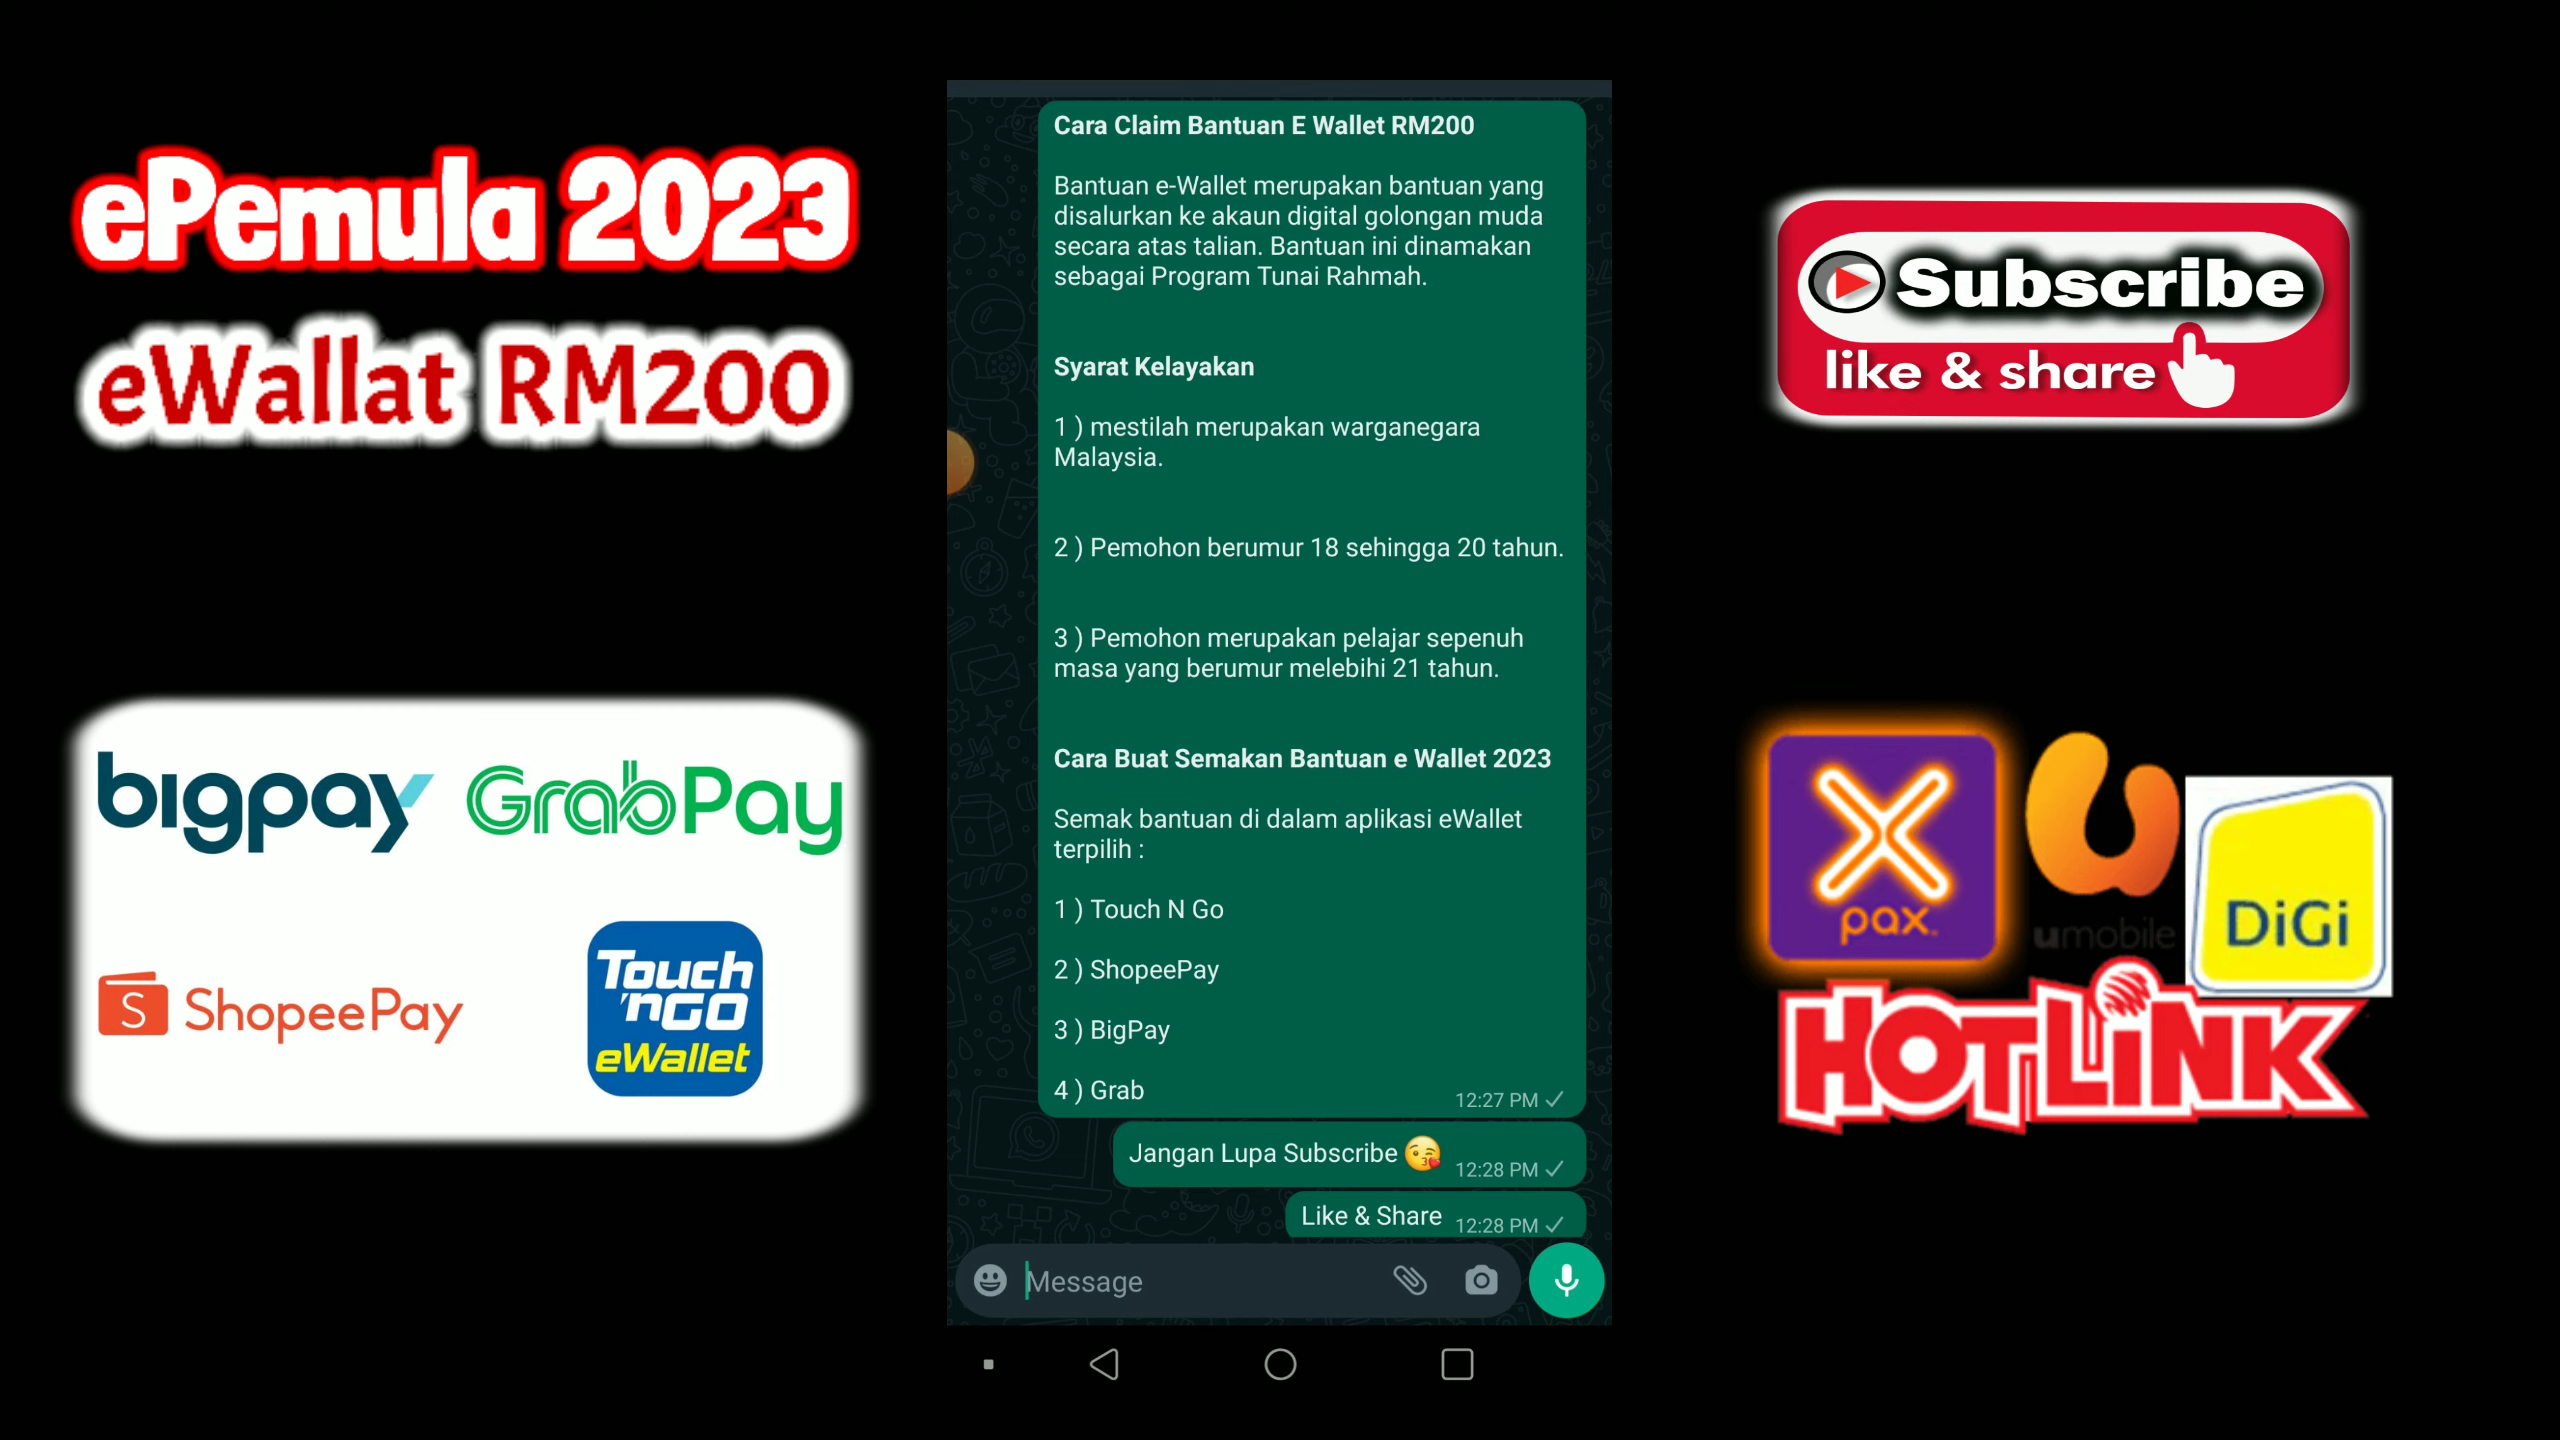 ePemula 2023
eWallat RM200
bigpay
GrabPay
S ShopeePay
Touch
'nGO
eWallet
Cara Claim Bantuan E Wallet RM200
Bantuan e-Wallet merupakan bantuan yang
disalurkan ke akaun digital golongan muda
secara atas talian. Bantuan ini dinamakan
sebagai Program Tunai Rahmah.
Syarat Kelayakan
1 ) mestilah merupakan warganegara
Malaysia.
2 ) Pemohon berumur 18 sehingga 20 tahun.
3 ) Pemohon merupakan pelajar sepenuh
masa yang berumur melebihi 21 tahun.
Cara Buat Semakan Bantuan e Wallet 2023
Semak bantuan di dalam aplikasi eWallet
terpilih :
1 ) Touch N Go
2 ) ShopeePay
3 ) BigPay
4 ) Grab
12:27 PM
Jangan Lupa Subscribe 😘 12:28 PM
Like & Share 12:28 PM
Message
Subscribe
like & share
X
pax.
umobile
DiGi
HOTLINK